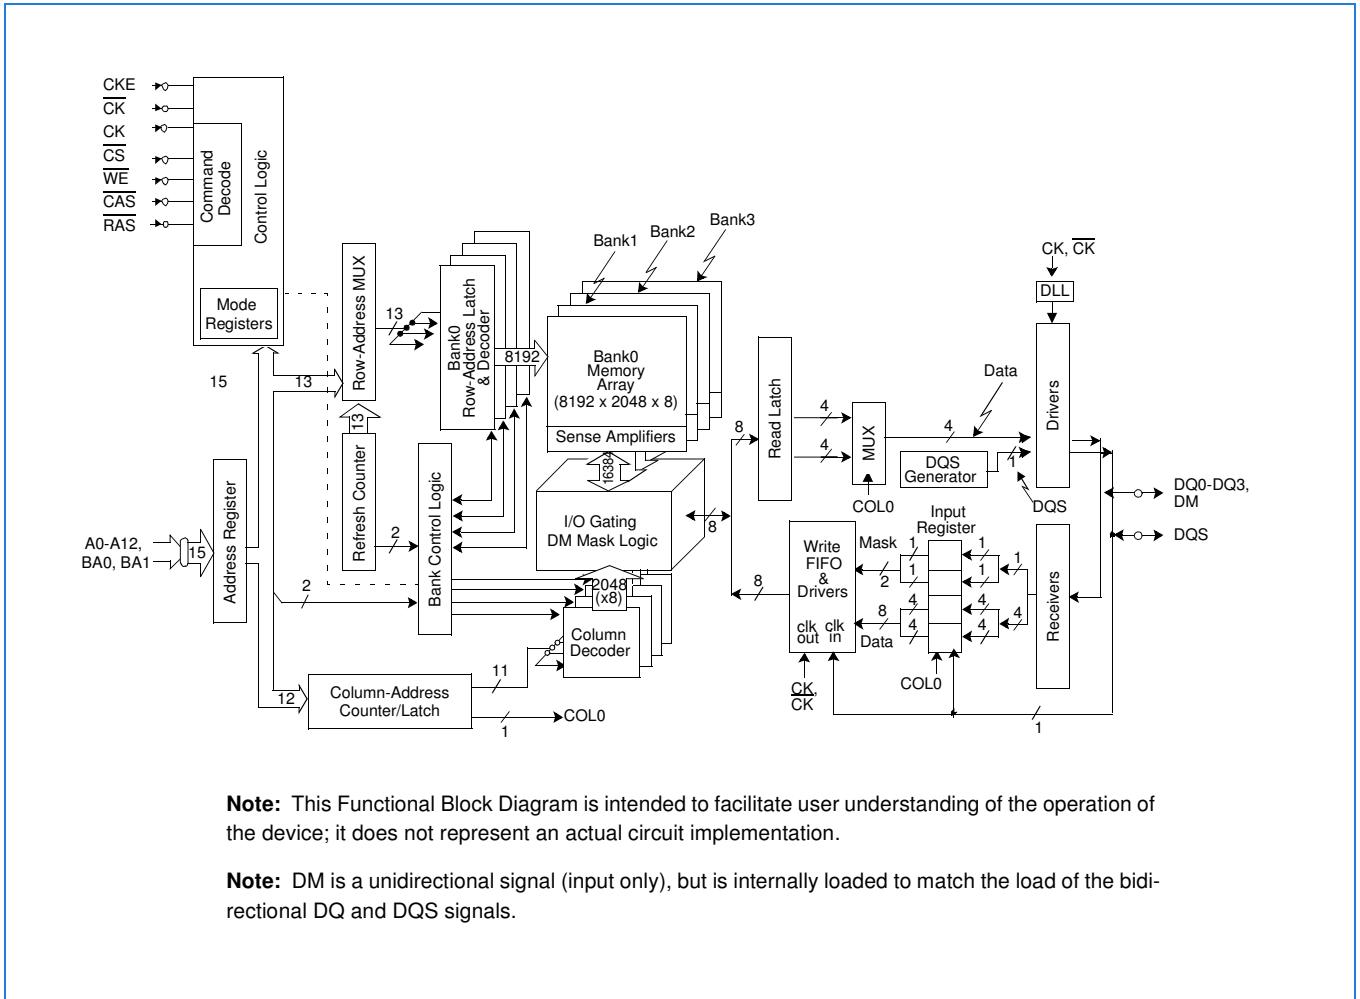 CKE
C̅K̅
CK
C̅S̅
W̅E̅
C̅A̅S̅
R̅A̅S̅
Command
Decode
Control Logic
Mode
Registers
15
13
Row-Address MUX
13
Refresh Counter
13
Bank0
Row-Address Latch
& Decoder
8192
Bank1
Bank2
Bank3
Bank0
Memory
Array
(8192 x 2048 x 8)
Sense Amplifiers
16384
I/O Gating
DM Mask Logic
8
2
Bank Control Logic
2048
(x8)
Column
Decoder
A0-A12,
BA0, BA1
15
Address Register
2
12
Column-Address
Counter/Latch
11
1
COL0
8
Read Latch
4
4
MUX
COL0
4
Data
DQS
Generator
1
DQS
CK, C̅K̅
DLL
Drivers
DQ0-DQ3,
DM
DQS
8
Write
FIFO
&
Drivers
clk
out
clk
in
CK,
C̅K̅
Mask
2
8
Data
1
1
4
4
Input
Register
1
1
4
4
1
4
COL0
Receivers
1
Note: This Functional Block Diagram is intended to facilitate user understanding of the operation of
the device; it does not represent an actual circuit implementation.
Note: DM is a unidirectional signal (input only), but is internally loaded to match the load of the bidi-
rectional DQ and DQS signals.